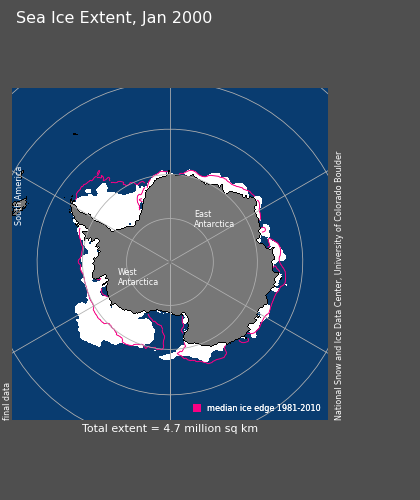 Sea Ice Extent, Jan 2000
South America
East
Antarctica
West
Antarctica
National Snow and Ice Data Center, University of Colorado Boulder
final data
median ice edge 1981-2010
Total extent = 4.7 million sq km